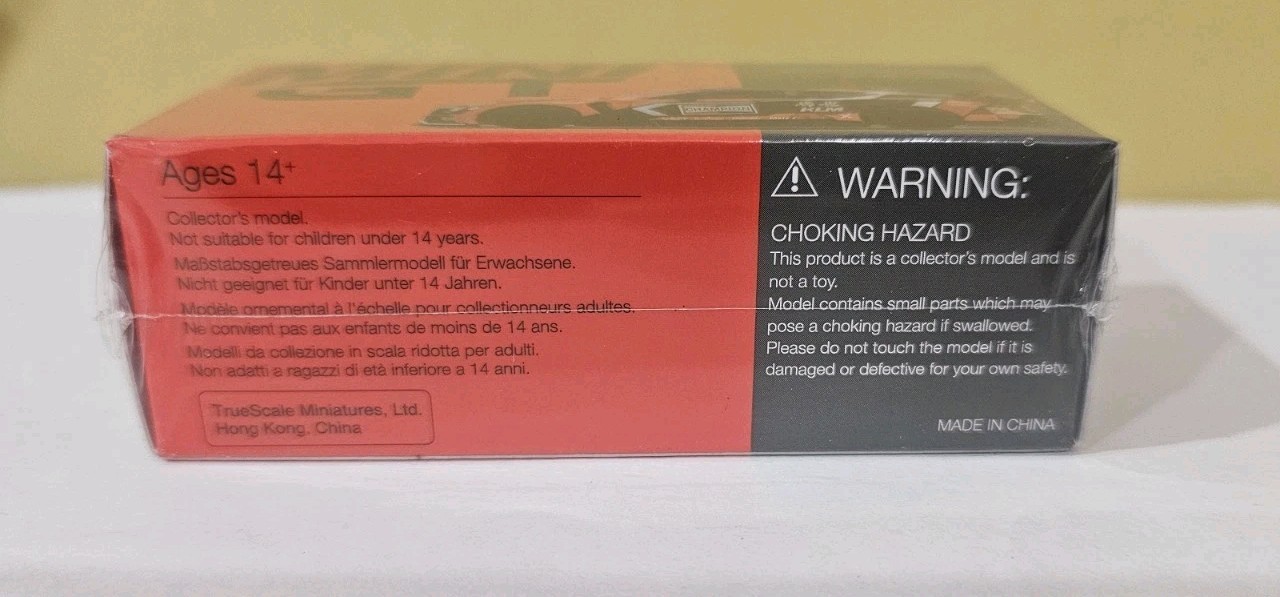 Ages 14+
Collector's model.
Not suitable for children under 14 years.
Maßstabsgetreues Sammlermodell für Erwachsene.
Nicht geeignet für Kinder unter 14 Jahren.
Modèle ornemental à l'échelle pour collectionneurs adultes.
Ne convient pas aux enfants de moins de 14 ans.
Modelli da collezione in scala ridotta per adulti.
Non adatti a ragazzi di età inferiore a 14 anni.
TrueScale Miniatures, Ltd.
Hong Kong, China
WARNING:
CHOKING HAZARD
This product is a collector's model and is
not a toy.
Model contains small parts which may
pose a choking hazard if swallowed.
Please do not touch the model if it is
damaged or defective for your own safety.
MADE IN CHINA